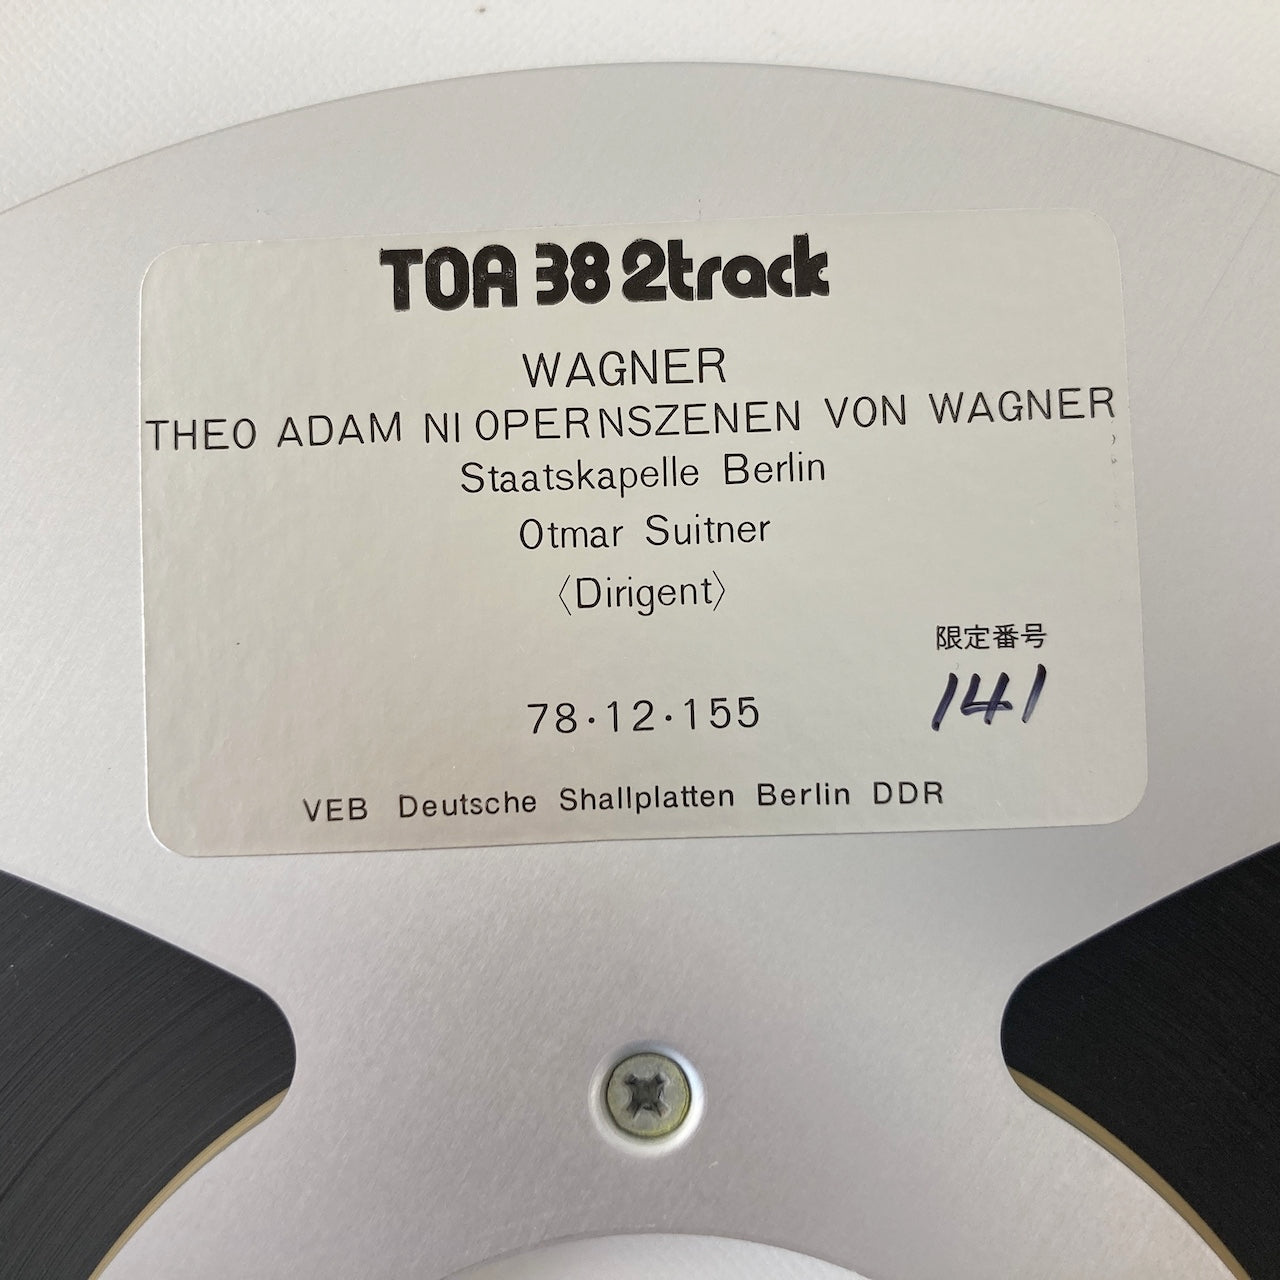 TOA 38 2track
WAGNER
THEO ADAM NI OPERNSZENEN VON WAGNER
Staatskapelle Berlin
Otmar Suitner
〈Dirigent〉
限定番号
141
78·12·155
VEB Deutsche Shallplatten Berlin DDR